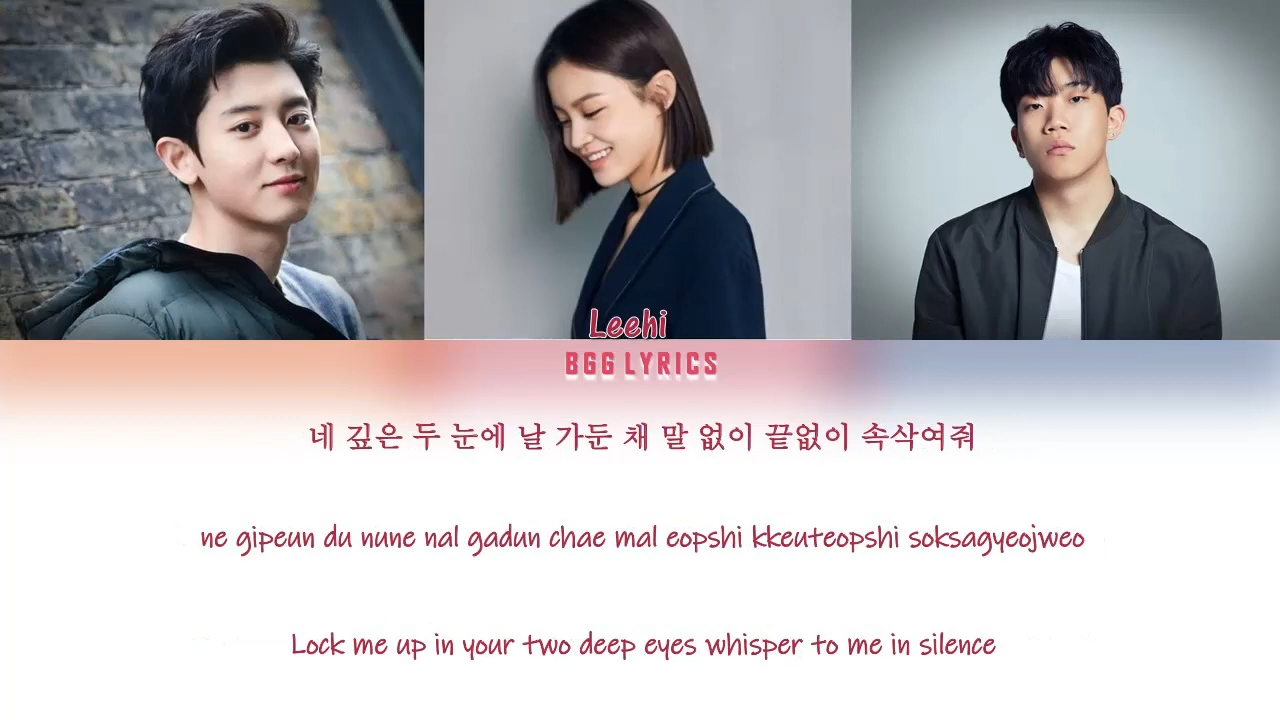 Leehi
BGG LYRICS
네 깊은 두 눈에 날 가둔 채 말 없이 끝없이 속삭여줘
ne gipeun du nune nal gadun chae mal eopshi kkeuteopshi soksagyeojweo
Lock me up in your two deep eyes whisper to me in silence